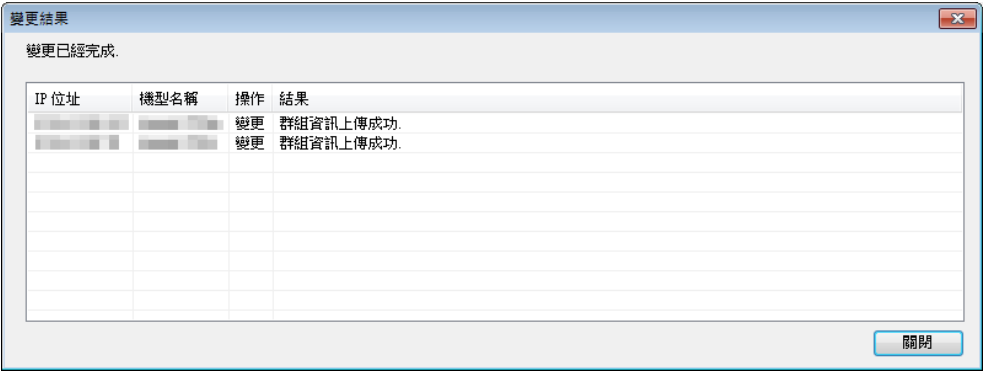 變更結果
變更已經完成.
IP 位址 機型名稱 操作 結果
變更 群組資訊上傳成功.
變更 群組資訊上傳成功.
關閉